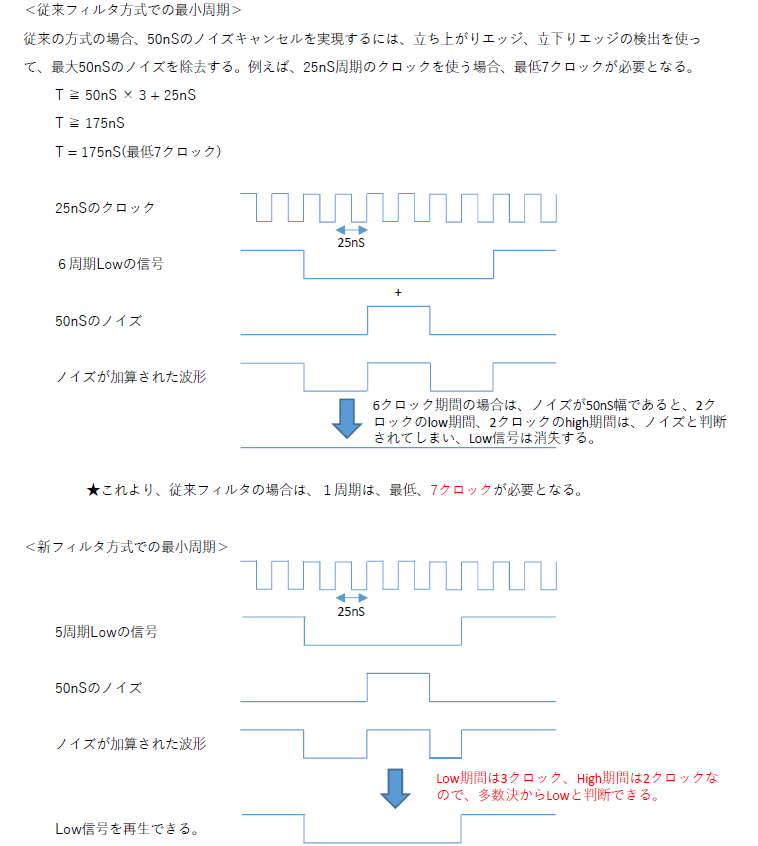 ＜従来フィルタ方式での最小周期＞
従来の方式の場合、50nSのノイズキャンセルを実現するには、立ち上がりエッジ、立下りエッジの検出を使っ
て、最大50nSのノイズを除去する。例えば、25nS周期のクロックを使う場合、最低7クロックが必要となる。
T ≧ 50nS × 3 + 25nS
T ≧ 175nS
T = 175nS(最低7クロック)
25nSのクロック
25nS
６周期Lowの信号
+
50nSのノイズ
ノイズが加算された波形
6クロック期間の場合は、ノイズが50nS幅であると、2ク
ロックのlow期間、2クロックのhigh期間は、ノイズと判断
されてしまい、Low信号は消失する。
★これより、従来フィルタの場合は、１周期は、最低、7クロックが必要となる。
＜新フィルタ方式での最小周期＞
25nS
5周期Lowの信号
50nSのノイズ
ノイズが加算された波形
Low期間は3クロック、High期間は2クロックな
ので、多数決からLowと判断できる。
Low信号を再生できる。